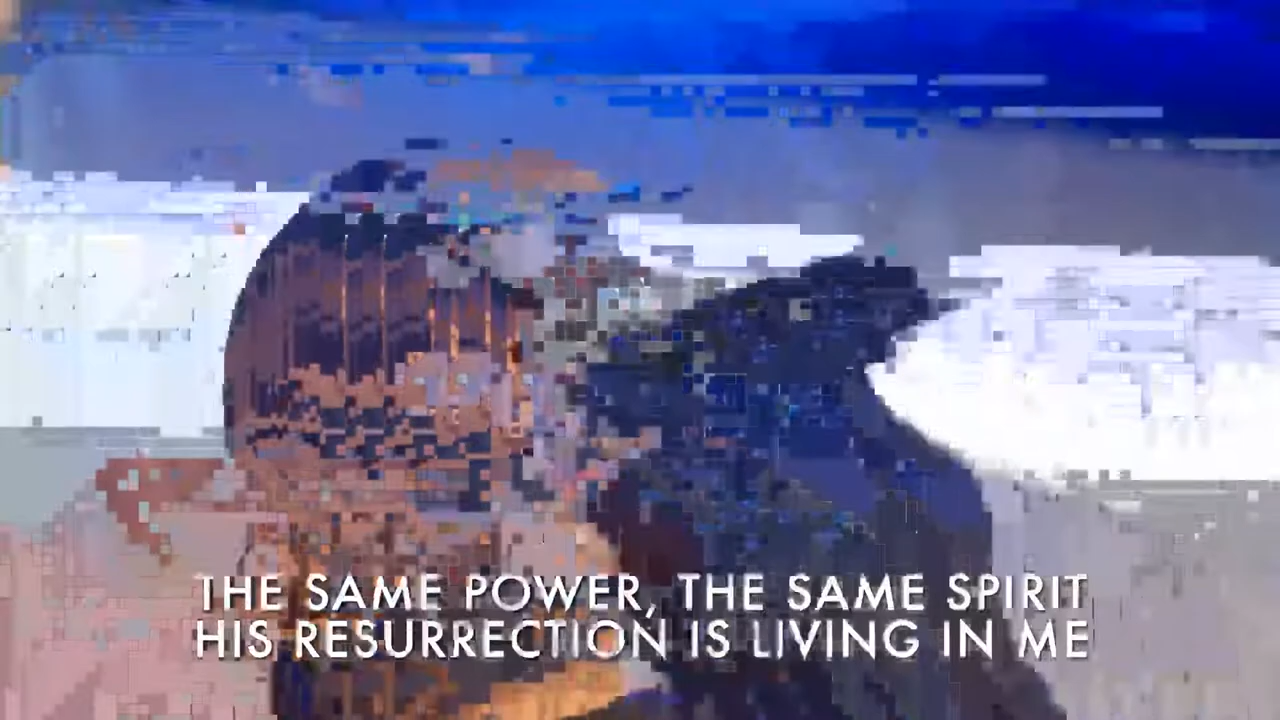 THE SAME POWER, THE SAME SPIRIT
HIS RESURRECTION IS LIVING IN ME